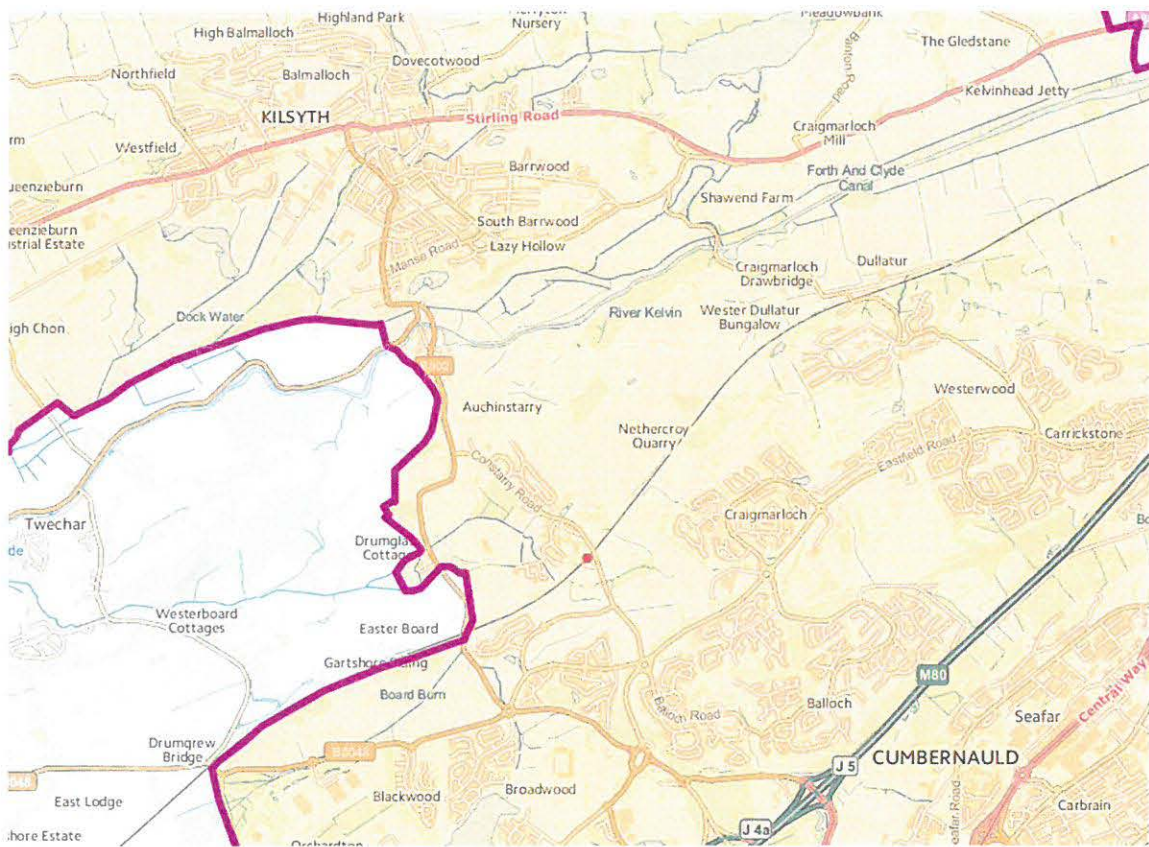 Highland Park
Nursery
Meadowbank
High Balmalloch
The Gledstane
Northfield
Balmalloch
Dovecotwood
Banton Road
Kelvinhead Jetty
KILSYTH
Stirling Road
Craigmarloch
Mill
Westfield
Barrwood
Forth And Clyde
Canal
Shawend Farm
South Barrwood
Lazy Hollow
Manse Road
Craigmarloch
Drawbridge
Dullatur
Dock Water
River Kelvin
Wester Dullatur
Bungalow
Westerwood
Auchinstarry
Nethercroy
Quarry
Carrickstone
Eastfield Road
Constarry Road
Craigmarloch
Twechar
Westerboard
Cottages
Easter Board
Board Burn
M80
Balloch
Balloch Road
Seafar
Central Way
Drumgrew
Bridge
B8048
J 5
CUMBERNAULD
East Lodge
Blackwood
Broadwood
Carbrain
J 4a